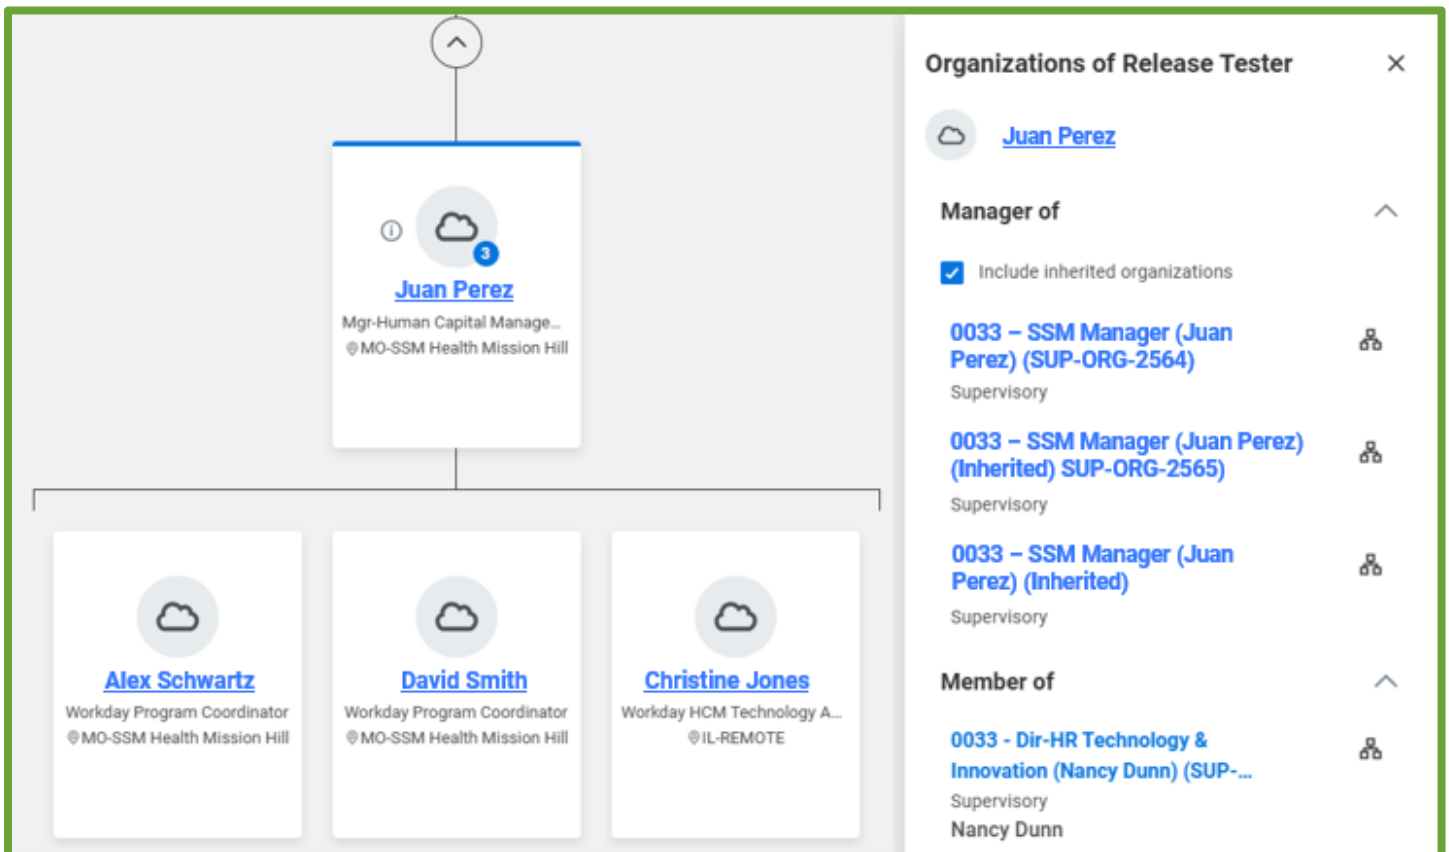 3
Juan Perez
Mgr-Human Capital Manage...
MO-SSM Health Mission Hill
Alex Schwartz
Workday Program Coordinator
MO-SSM Health Mission Hill
David Smith
Workday Program Coordinator
MO-SSM Health Mission Hill
Christine Jones
Workday HCM Technology A...
IL-REMOTE
Organizations of Release Tester
Juan Perez
Manager of
Include inherited organizations
0033 – SSM Manager (Juan
Perez) (SUP-ORG-2564)
Supervisory
0033 – SSM Manager (Juan Perez)
(Inherited) SUP-ORG-2565)
Supervisory
0033 – SSM Manager (Juan
Perez) (Inherited)
Supervisory
Member of
0033 - Dir-HR Technology &
Innovation (Nancy Dunn) (SUP-...
Supervisory
Nancy Dunn